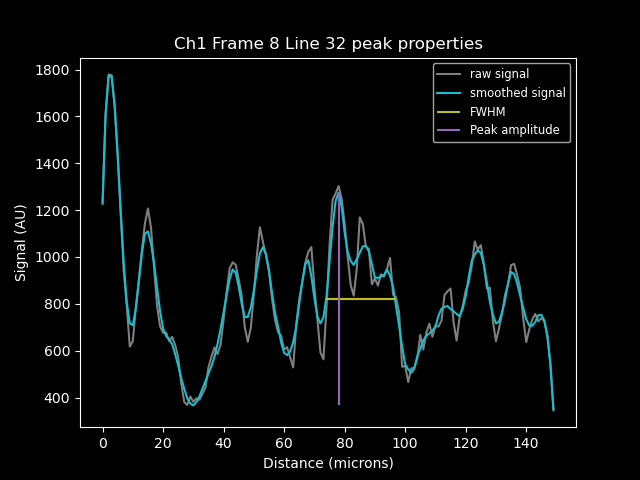 Ch1 Frame 8 Line 32 peak properties
raw signal
smoothed signal
FWHM
Peak amplitude
1800
1600
1400
1200
1000
800
600
400
Signal (AU)
0 20 40 60 80 100 120 140
Distance (microns)